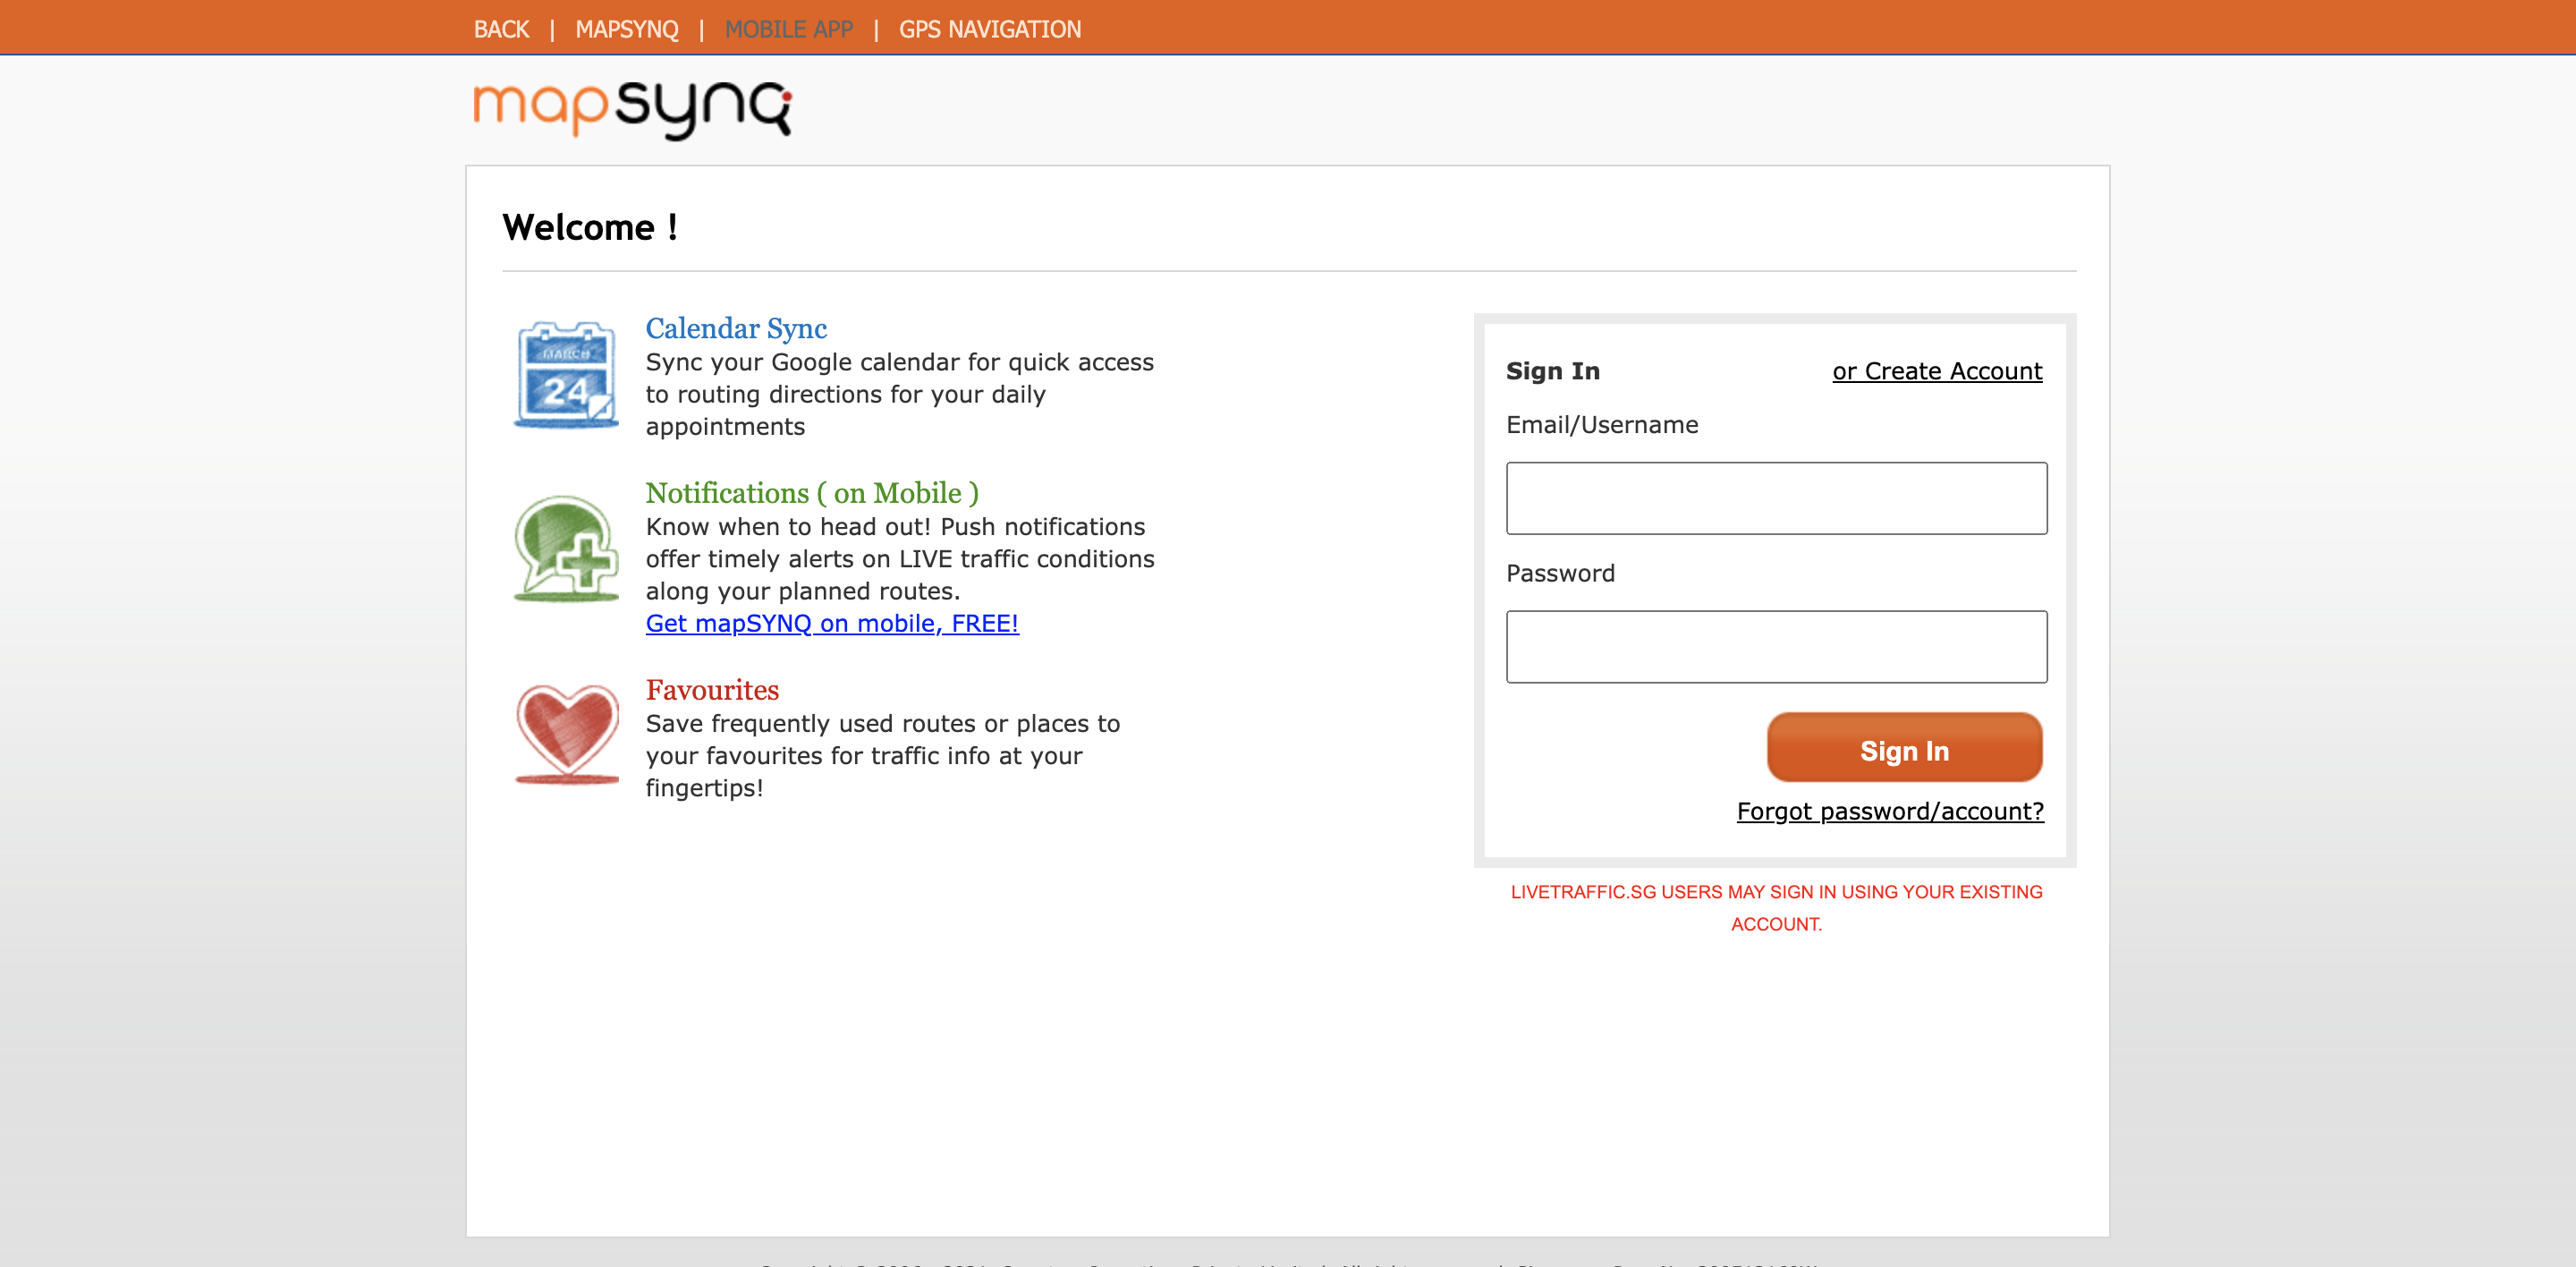 BACK | MAPSYNQ | MOBILE APP | GPS NAVIGATION
mapsynq
Welcome !
Calendar Sync
Sync your Google calendar for quick access
to routing directions for your daily
appointments
MARCH
24
Notifications ( on Mobile )
Know when to head out! Push notifications
offer timely alerts on LIVE traffic conditions
along your planned routes.
Get mapSYNQ on mobile, FREE!
Favourites
Save frequently used routes or places to
your favourites for traffic info at your
fingertips!
Sign In or Create Account
Email/Username
Password
Sign In
Forgot password/account?
LIVETRAFFIC.SG USERS MAY SIGN IN USING YOUR EXISTING
ACCOUNT.